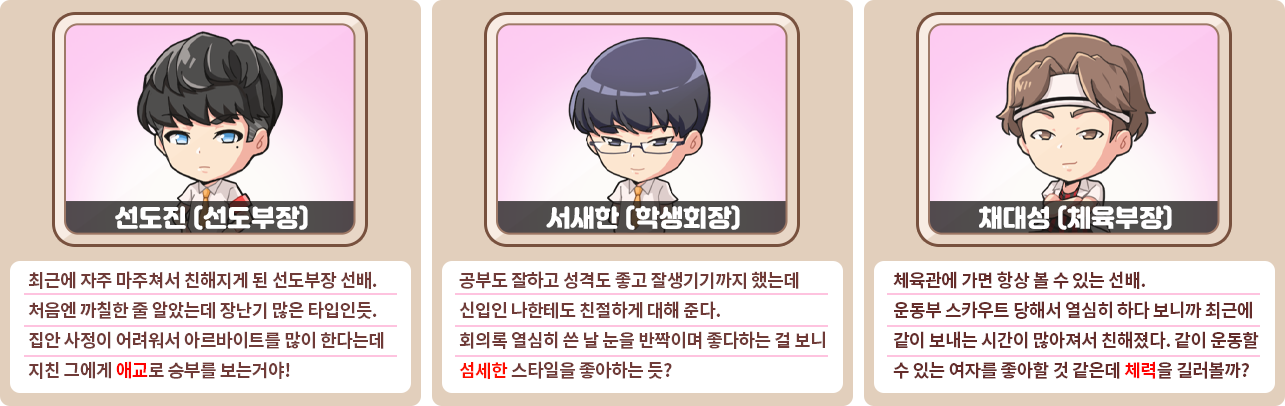 선도진 (선도부장)
최근에 자주 마주쳐서 친해지게 된 선도부장 선배.
처음엔 까칠한 줄 알았는데 장난기 많은 타입인듯.
집안 사정이 어려워서 아르바이트를 많이 한다는데
지친 그에게 애교로 승부를 보는거야!
서새한 (학생회장)
공부도 잘하고 성격도 좋고 잘생기기까지 했는데
신입인 나한테도 친절하게 대해 준다.
회의록 열심히 쓴 날 눈을 반짝이며 좋다하는 걸 보니
섬세한 스타일을 좋아하는 듯?
채대성 (체육부장)
체육관에 가면 항상 볼 수 있는 선배.
운동부 스카우트 당해서 열심히 하다 보니까 최근에
같이 보내는 시간이 많아져서 친해졌다. 같이 운동할
수 있는 여자를 좋아할 것 같은데 체력을 길러볼까?